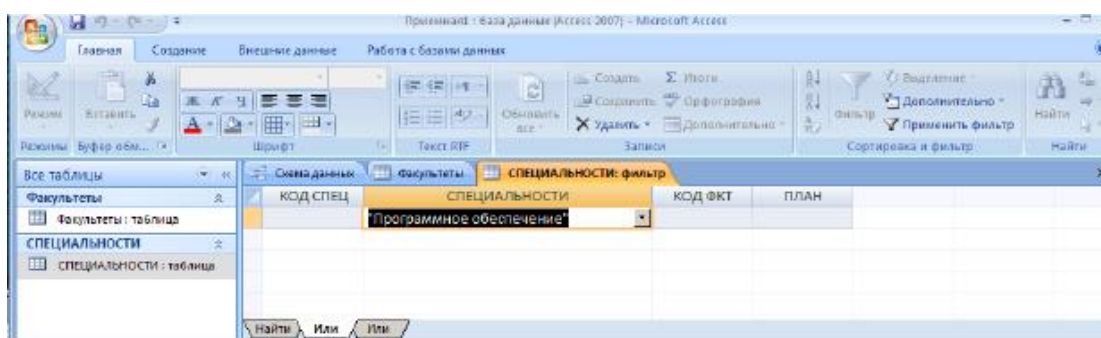 Приемная1 : база данных (Access 2007) - Microsoft Access
Главная Создание Внешние данные Работа с базами данных
Режим Вставить Ж К Ч Обновить все Создать Сохранить Удалить Итоги Орфография Дополнительно Фильтр Выделение Дополнительно Применить фильтр Найти
Режимы Буфер обм... Шрифт Текст RTF Записи Сортировка и фильтр Найти
Все таблицы Схема данных Факультеты СПЕЦИАЛЬНОСТИ: фильтр
Факультеты КОД СПЕЦ СПЕЦИАЛЬНОСТИ КОД ФКТ ПЛАН
Факультеты : таблица "Программное обеспечение"
СПЕЦИАЛЬНОСТИ
СПЕЦИАЛЬНОСТИ : таблица
Найти Или Или